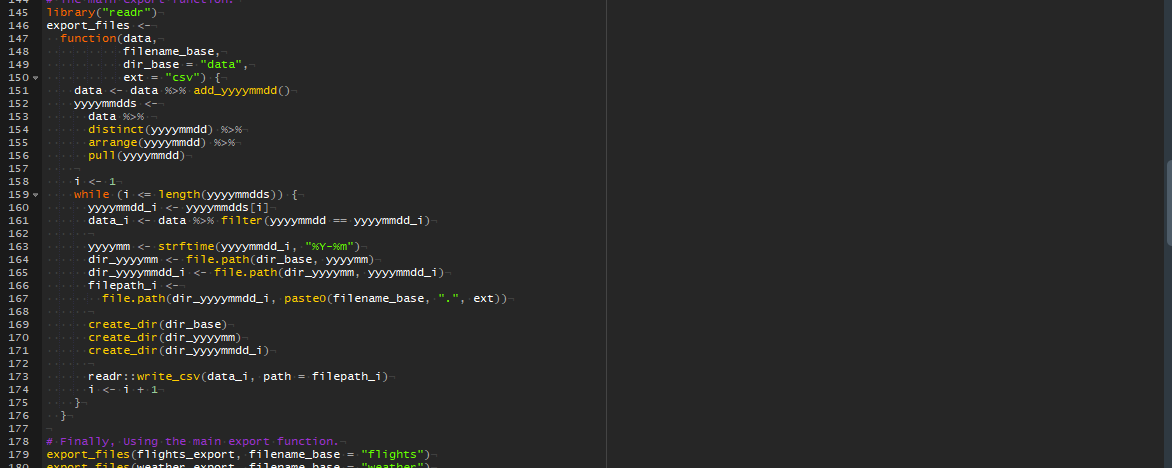 144 # The main export function.
145 library("readr")
146 export_files <-
147   function(data,
148            filename_base,
149            dir_base = "data",
150            ext = "csv") {
151     data <- data %>% add_yyyymmdd()
152     yyyymmdds <-
153       data %>%
154       distinct(yyyymmdd) %>%
155       arrange(yyyymmdd) %>%
156       pull(yyyymmdd)
157
158     i <- 1
159     while (i <= length(yyyymmdds)) {
160       yyyymmdd_i <- yyyymmdds[i]
161       data_i <- data %>% filter(yyyymmdd == yyyymmdd_i)
162
163       yyyymm <- strftime(yyyymmdd_i, "%Y-%m")
164       dir_yyyymm <- file.path(dir_base, yyyymm)
165       dir_yyyymmdd_i <- file.path(dir_yyyymm, yyyymmdd_i)
166       filepath_i <-
167         file.path(dir_yyyymmdd_i, paste0(filename_base, ".", ext))
168
169       create_dir(dir_base)
170       create_dir(dir_yyyymm)
171       create_dir(dir_yyyymmdd_i)
172
173       readr::write_csv(data_i, path = filepath_i)
174       i <- i + 1
175     }
176   }
177
178 # Finally, Using the main export function.
179 export_files(flights_export, filename_base = "flights")
180 export_files(weather_export, filename_base = "weather")